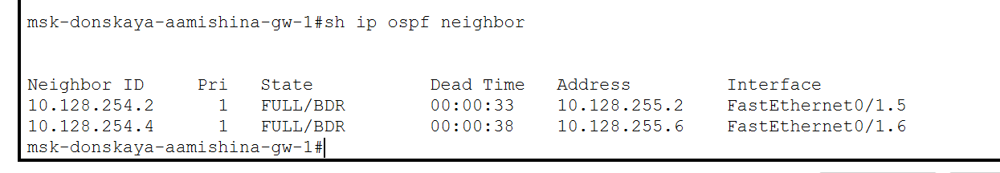 msk-donskaya-aamishina-gw-1#sh ip ospf neighbor
Neighbor ID     Pri   State           Dead Time   Address         Interface
10.128.254.2      1   FULL/BDR        00:00:33    10.128.255.2    FastEthernet0/1.5
10.128.254.4      1   FULL/BDR        00:00:38    10.128.255.6    FastEthernet0/1.6
msk-donskaya-aamishina-gw-1#